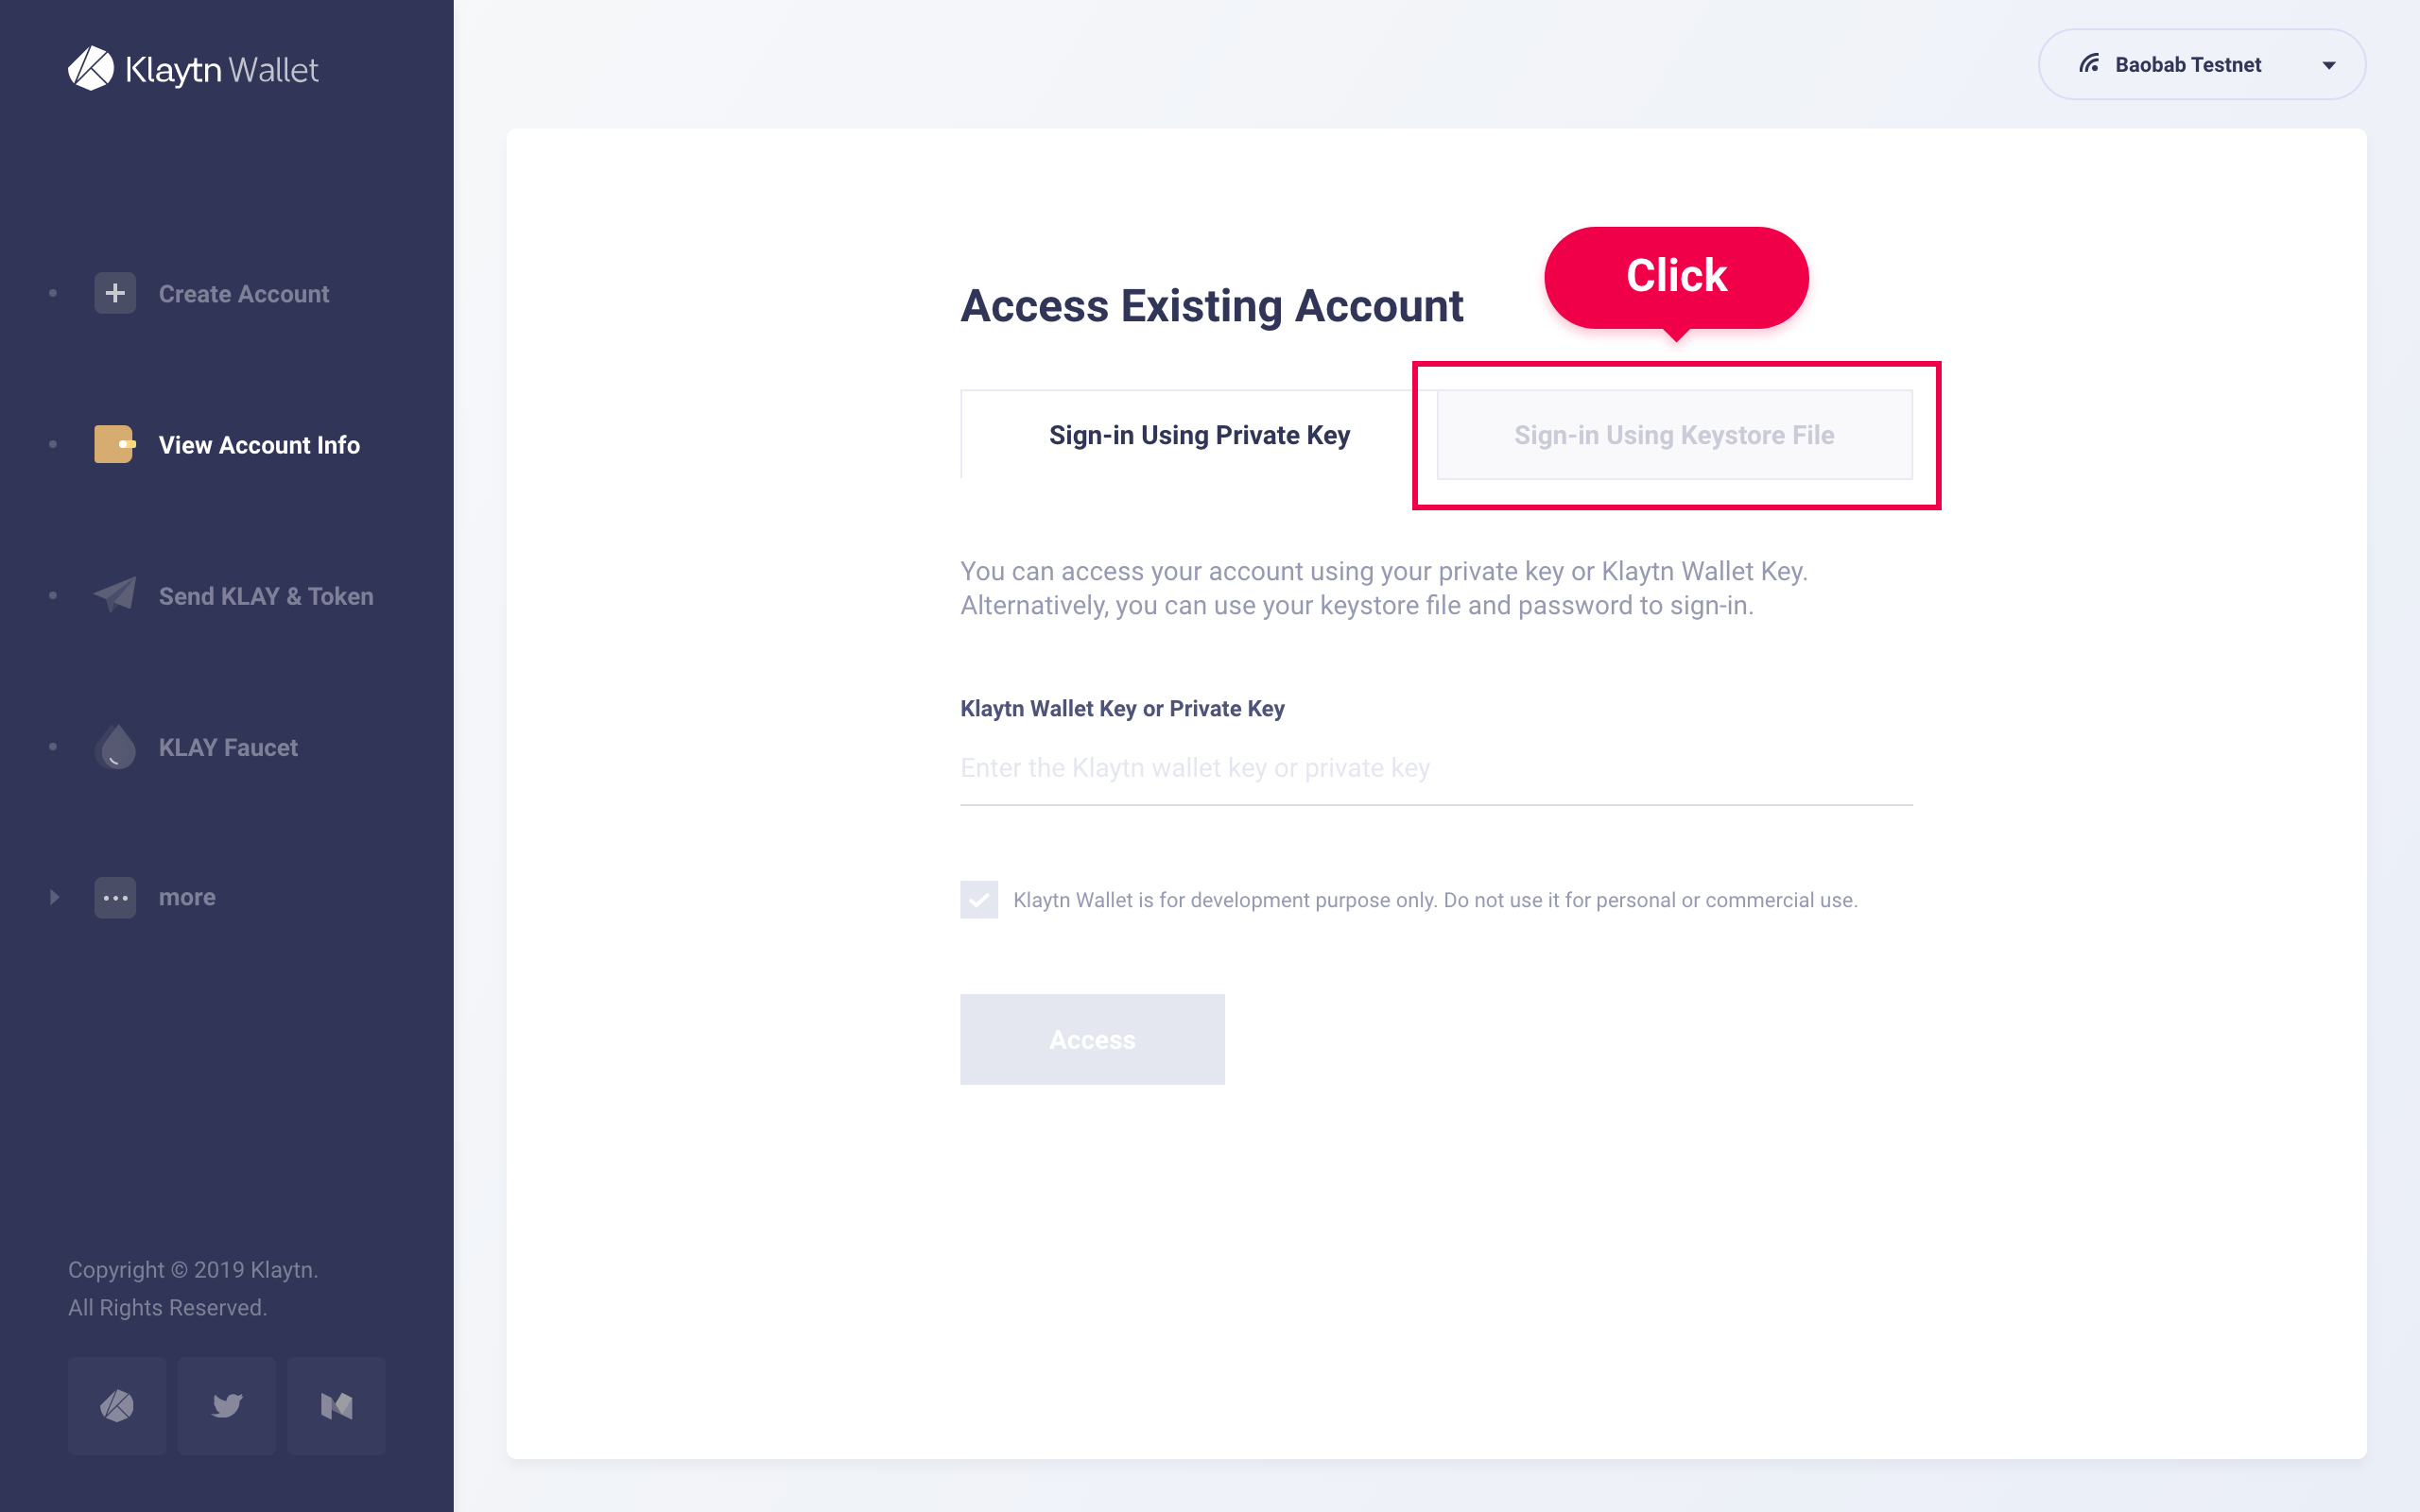 Klaytn Wallet
Baobab Testnet
Create Account
View Account Info
Send KLAY & Token
KLAY Faucet
more
Copyright © 2019 Klaytn.
All Rights Reserved.
Click
Access Existing Account
Sign-in Using Private Key
Sign-in Using Keystore File
You can access your account using your private key or Klaytn Wallet Key.
Alternatively, you can use your keystore file and password to sign-in.
Klaytn Wallet Key or Private Key
Enter the Klaytn wallet key or private key
Klaytn Wallet is for development purpose only. Do not use it for personal or commercial use.
Access